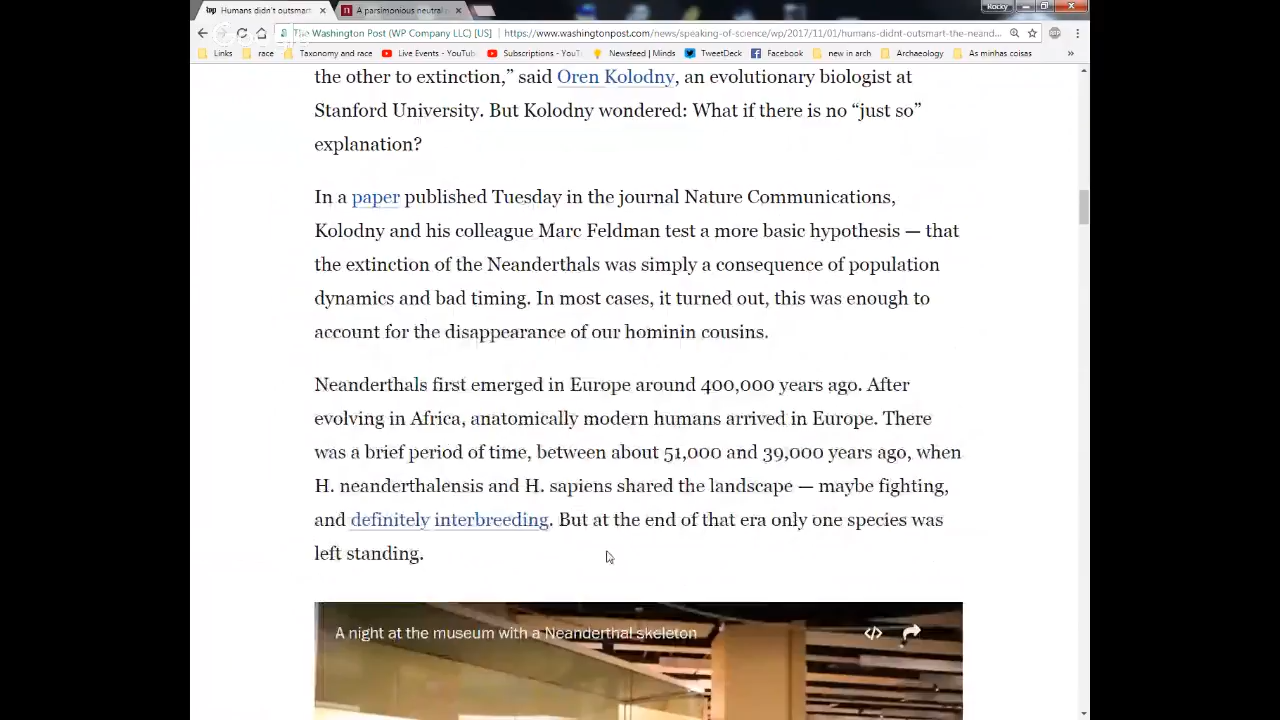 Humans didn't outsmar
A parsimonious neutral
Rocky
The Washington Post (WP Company LLC) [US]
https://www.washingtonpost.com/news/speaking-of-science/wp/2017/11/01/humans-didnt-outsmart-the-neand...
Links
race
Taxonomy and race
Live Events - YouTub
Subscriptions - YouT
Newsfeed | Minds
TweetDeck
Facebook
new in arch
Archaeology
As minhas coisas
»
the other to extinction,” said Oren Kolodny, an evolutionary biologist at
Stanford University. But Kolodny wondered: What if there is no “just so”
explanation?
In a paper published Tuesday in the journal Nature Communications,
Kolodny and his colleague Marc Feldman test a more basic hypothesis — that
the extinction of the Neanderthals was simply a consequence of population
dynamics and bad timing. In most cases, it turned out, this was enough to
account for the disappearance of our hominin cousins.
Neanderthals first emerged in Europe around 400,000 years ago. After
evolving in Africa, anatomically modern humans arrived in Europe. There
was a brief period of time, between about 51,000 and 39,000 years ago, when
H. neanderthalensis and H. sapiens shared the landscape — maybe fighting,
and definitely interbreeding. But at the end of that era only one species was
left standing.
A night at the museum with a Neanderthal skeleton